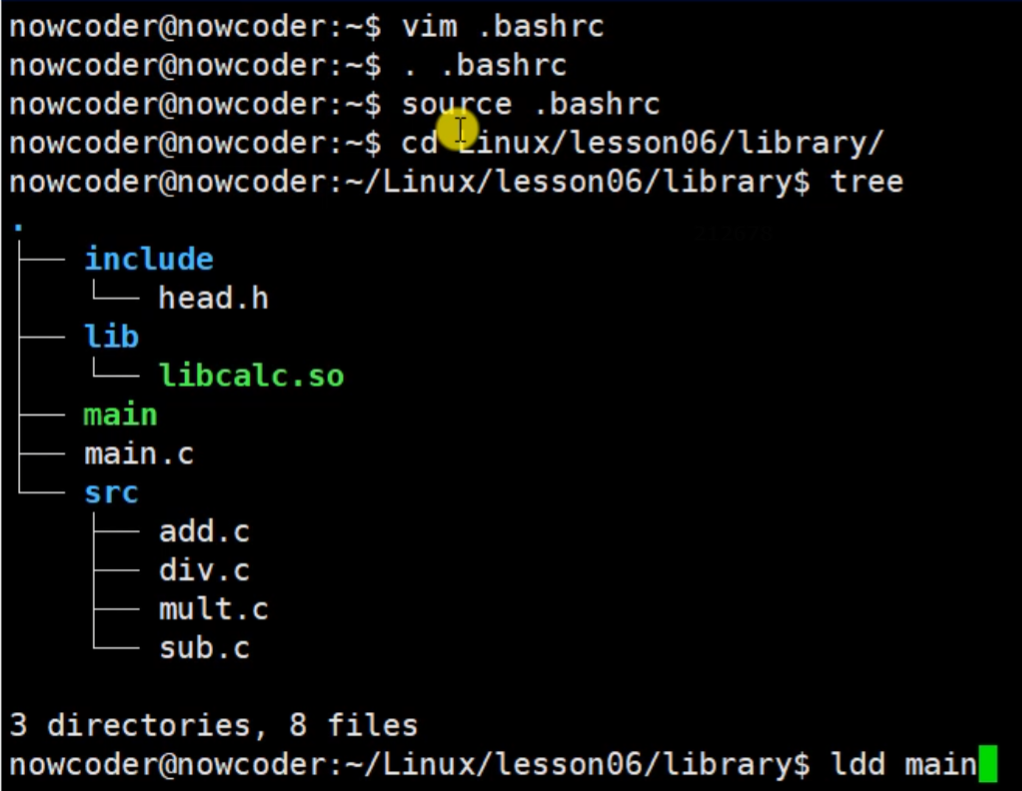 nowcoder@nowcoder:~$ vim .bashrc
nowcoder@nowcoder:~$ . .bashrc
nowcoder@nowcoder:~$ source .bashrc
nowcoder@nowcoder:~$ cd Linux/lesson06/library/
nowcoder@nowcoder:~/Linux/lesson06/library$ tree
.
├── include
│   └── head.h
├── lib
│   └── libcalc.so
├── main
├── main.c
└── src
    ├── add.c
    ├── div.c
    ├── mult.c
    └── sub.c
3 directories, 8 files
nowcoder@nowcoder:~/Linux/lesson06/library$ ldd main